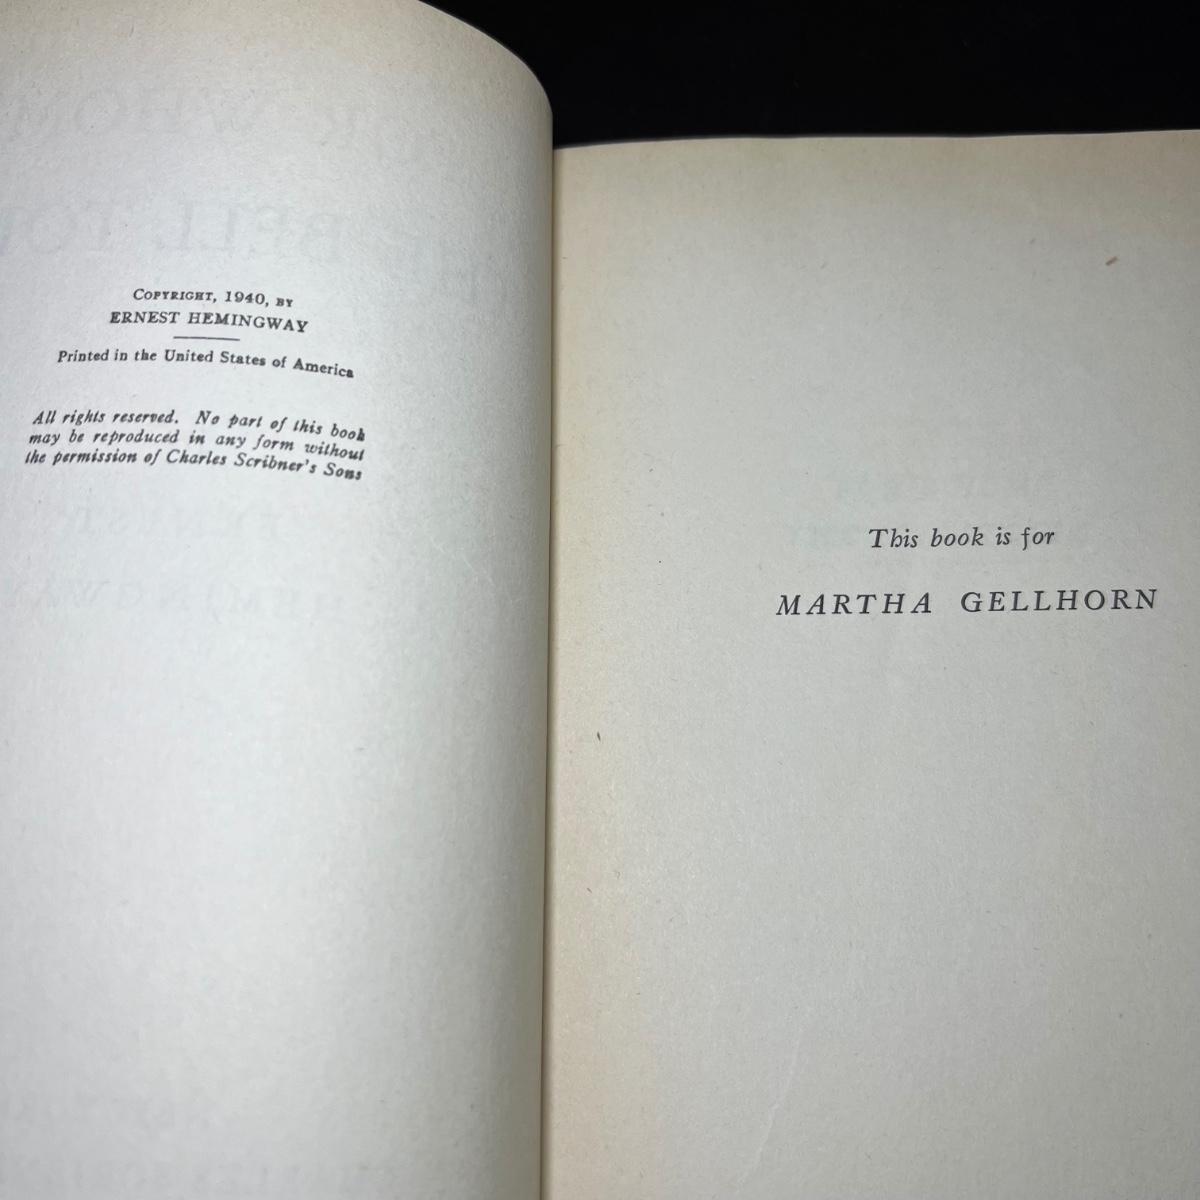 COPYRIGHT, 1940, BY
ERNEST HEMINGWAY
Printed in the United States of America
All rights reserved. No part of this book
may be reproduced in any form without
the permission of Charles Scribner's Sons
This book is for
MARTHA GELLHORN